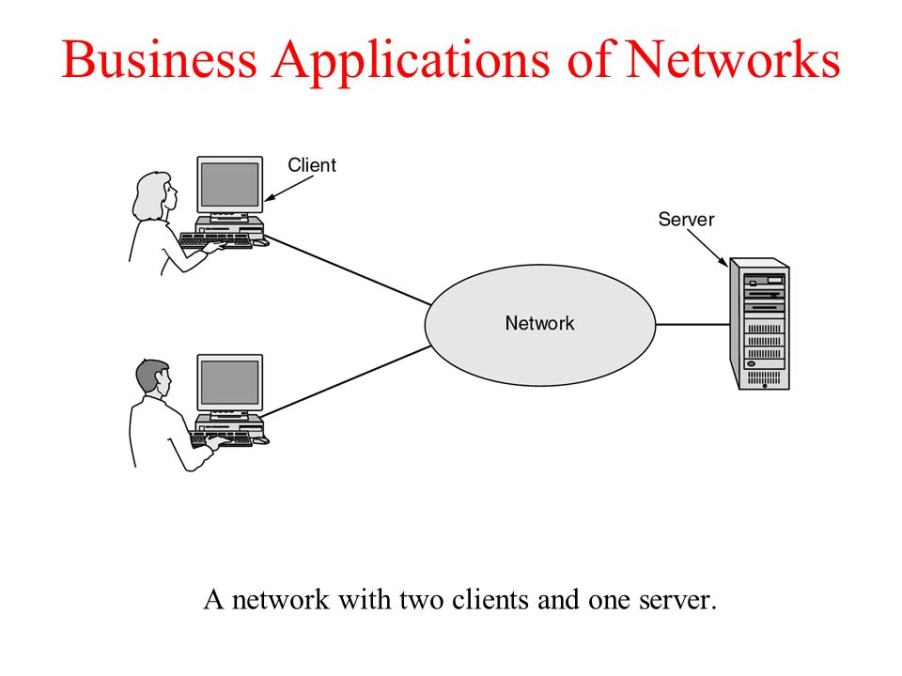 Business Applications of Networks
Client
Server
Network
A network with two clients and one server.